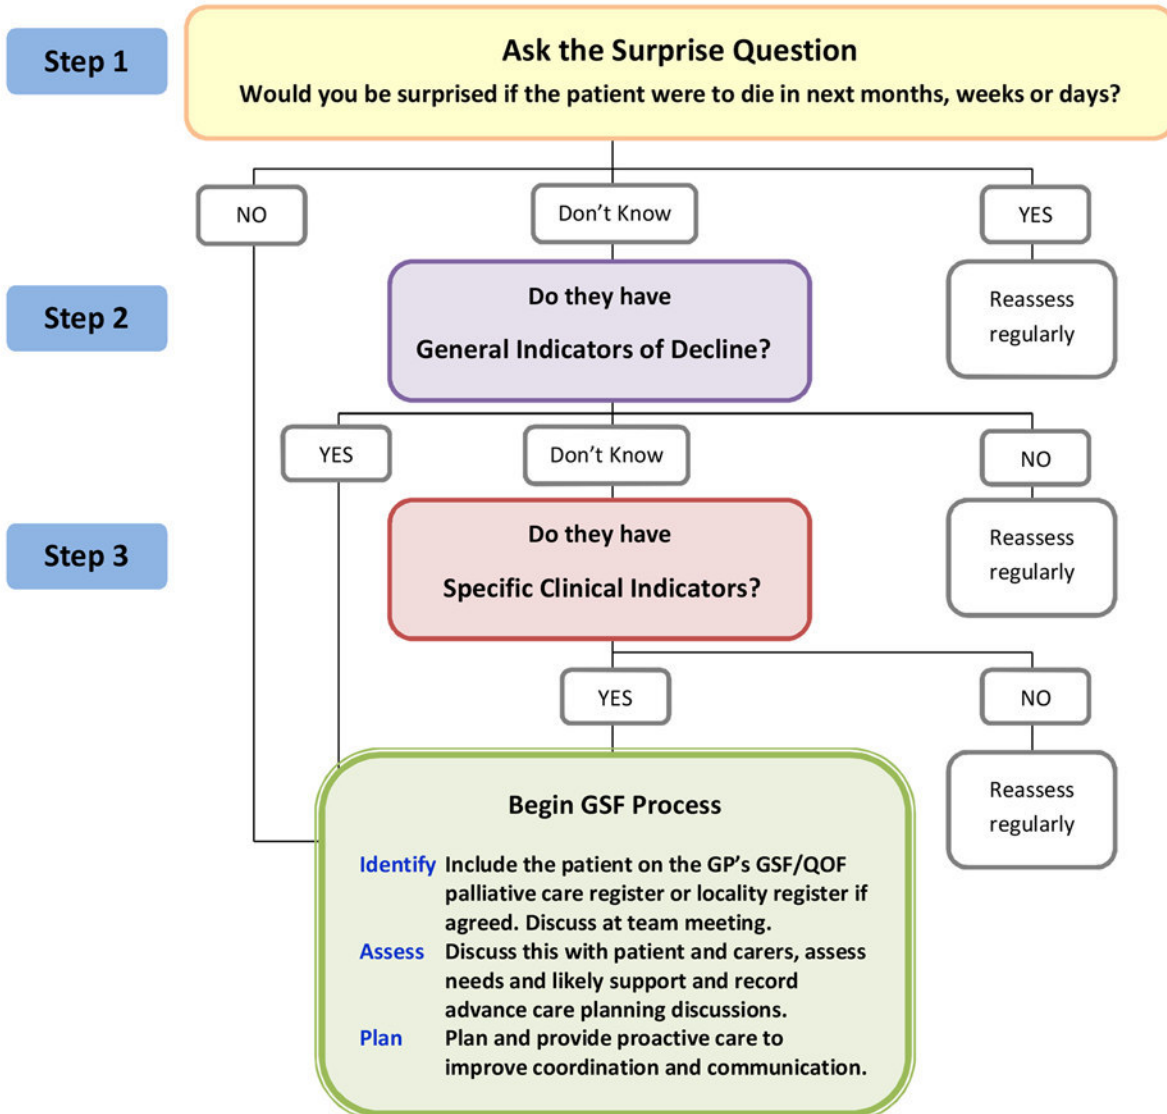 Step 1
Ask the Surprise Question
Would you be surprised if the patient were to die in next months, weeks or days?
NO
Don’t Know
YES
Step 2
Do they have
General Indicators of Decline?
Reassess
regularly
YES
Don’t Know
NO
Step 3
Do they have
Specific Clinical Indicators?
Reassess
regularly
YES
NO
Reassess
regularly
Begin GSF Process
Identify Include the patient on the GP’s GSF/QOF
palliative care register or locality register if
agreed. Discuss at team meeting.
Assess Discuss this with patient and carers, assess
needs and likely support and record
advance care planning discussions.
Plan Plan and provide proactive care to
improve coordination and communication.